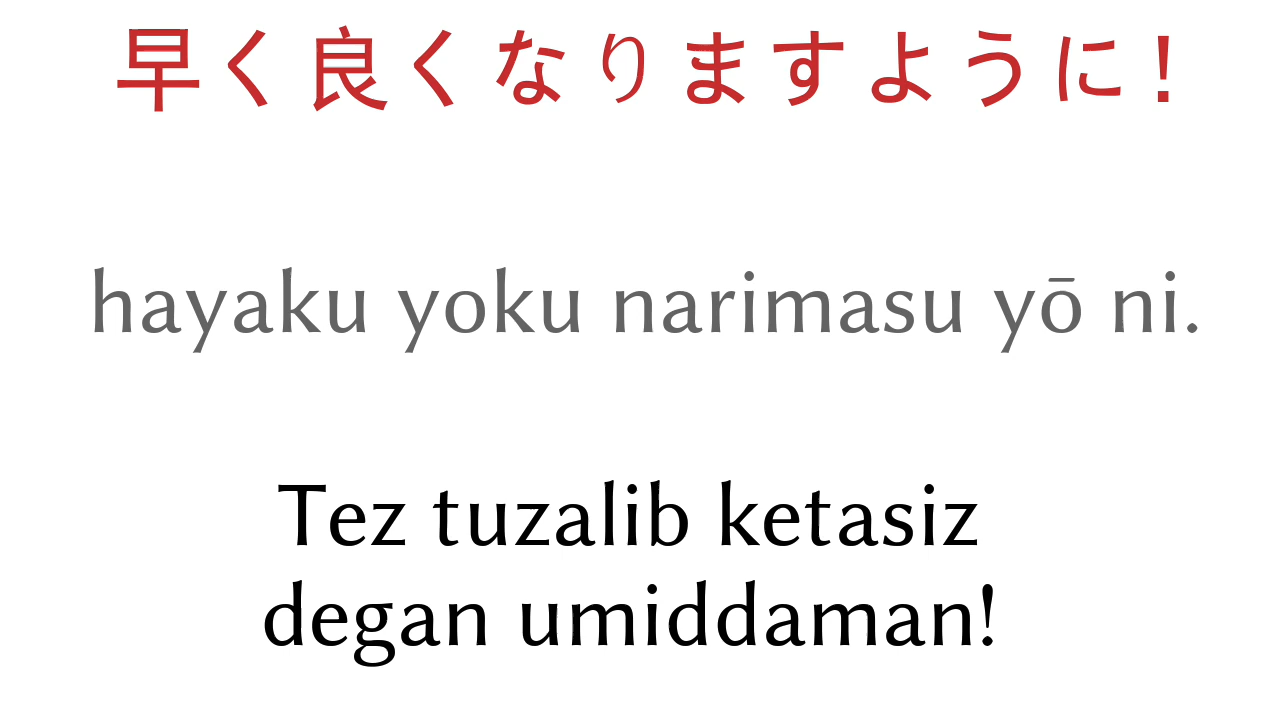 早く良くなりますように！
hayaku yoku narimasu yō ni.
Tez tuzalib ketasiz
degan umiddaman!